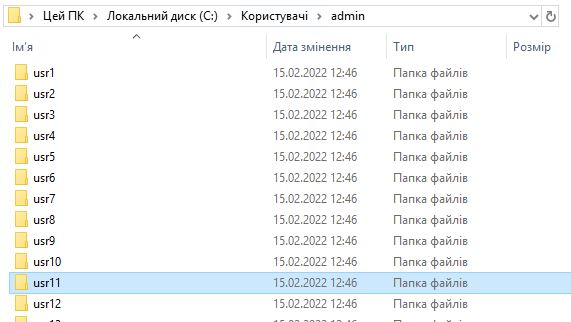 Цей ПК > Локальний диск (C:) > Користувачі > admin
Ім'я Дата змінення Тип Розмір
usr1 15.02.2022 12:46 Папка файлів
usr2 15.02.2022 12:46 Папка файлів
usr3 15.02.2022 12:46 Папка файлів
usr4 15.02.2022 12:46 Папка файлів
usr5 15.02.2022 12:46 Папка файлів
usr6 15.02.2022 12:46 Папка файлів
usr7 15.02.2022 12:46 Папка файлів
usr8 15.02.2022 12:46 Папка файлів
usr9 15.02.2022 12:46 Папка файлів
usr10 15.02.2022 12:46 Папка файлів
usr11 15.02.2022 12:46 Папка файлів
usr12 15.02.2022 12:46 Папка файлів